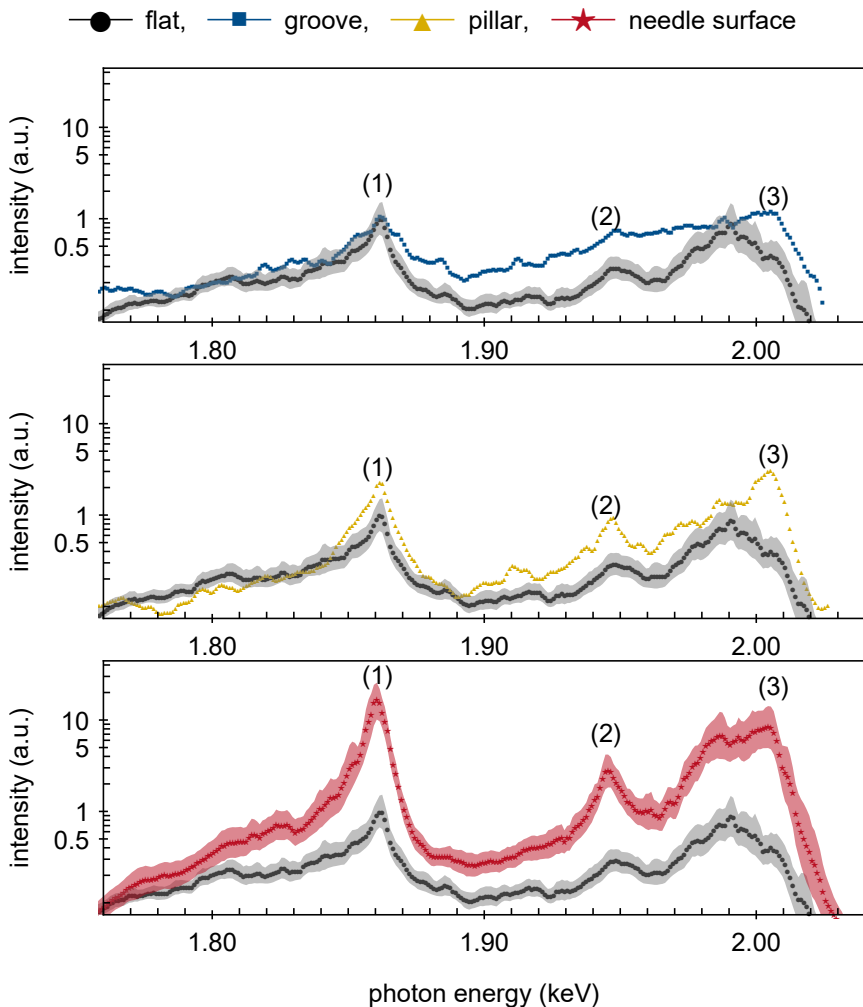 flat, groove, pillar, needle surface
intensity (a.u.)
10
5
1
0.5
(1)
(2)
(3)
1.80 1.90 2.00
intensity (a.u.)
10
5
1
0.5
(1)
(2)
(3)
1.80 1.90 2.00
intensity (a.u.)
10
5
1
0.5
(1)
(2)
(3)
1.80 1.90 2.00
photon energy (keV)